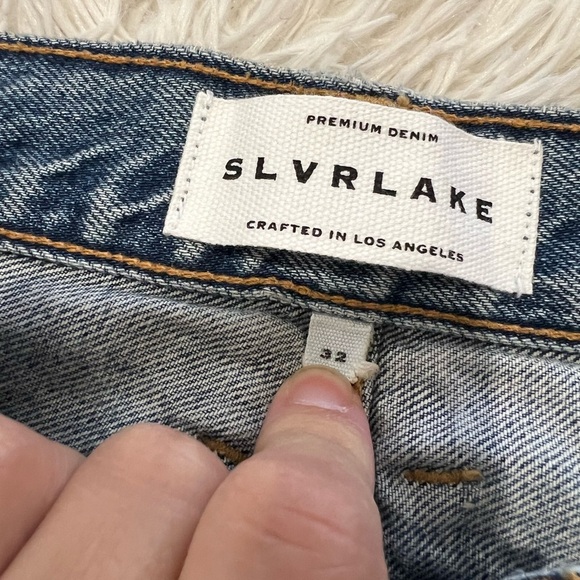 PREMIUM DENIM
SLVRLAKE
CRAFTED IN LOS ANGELES
32